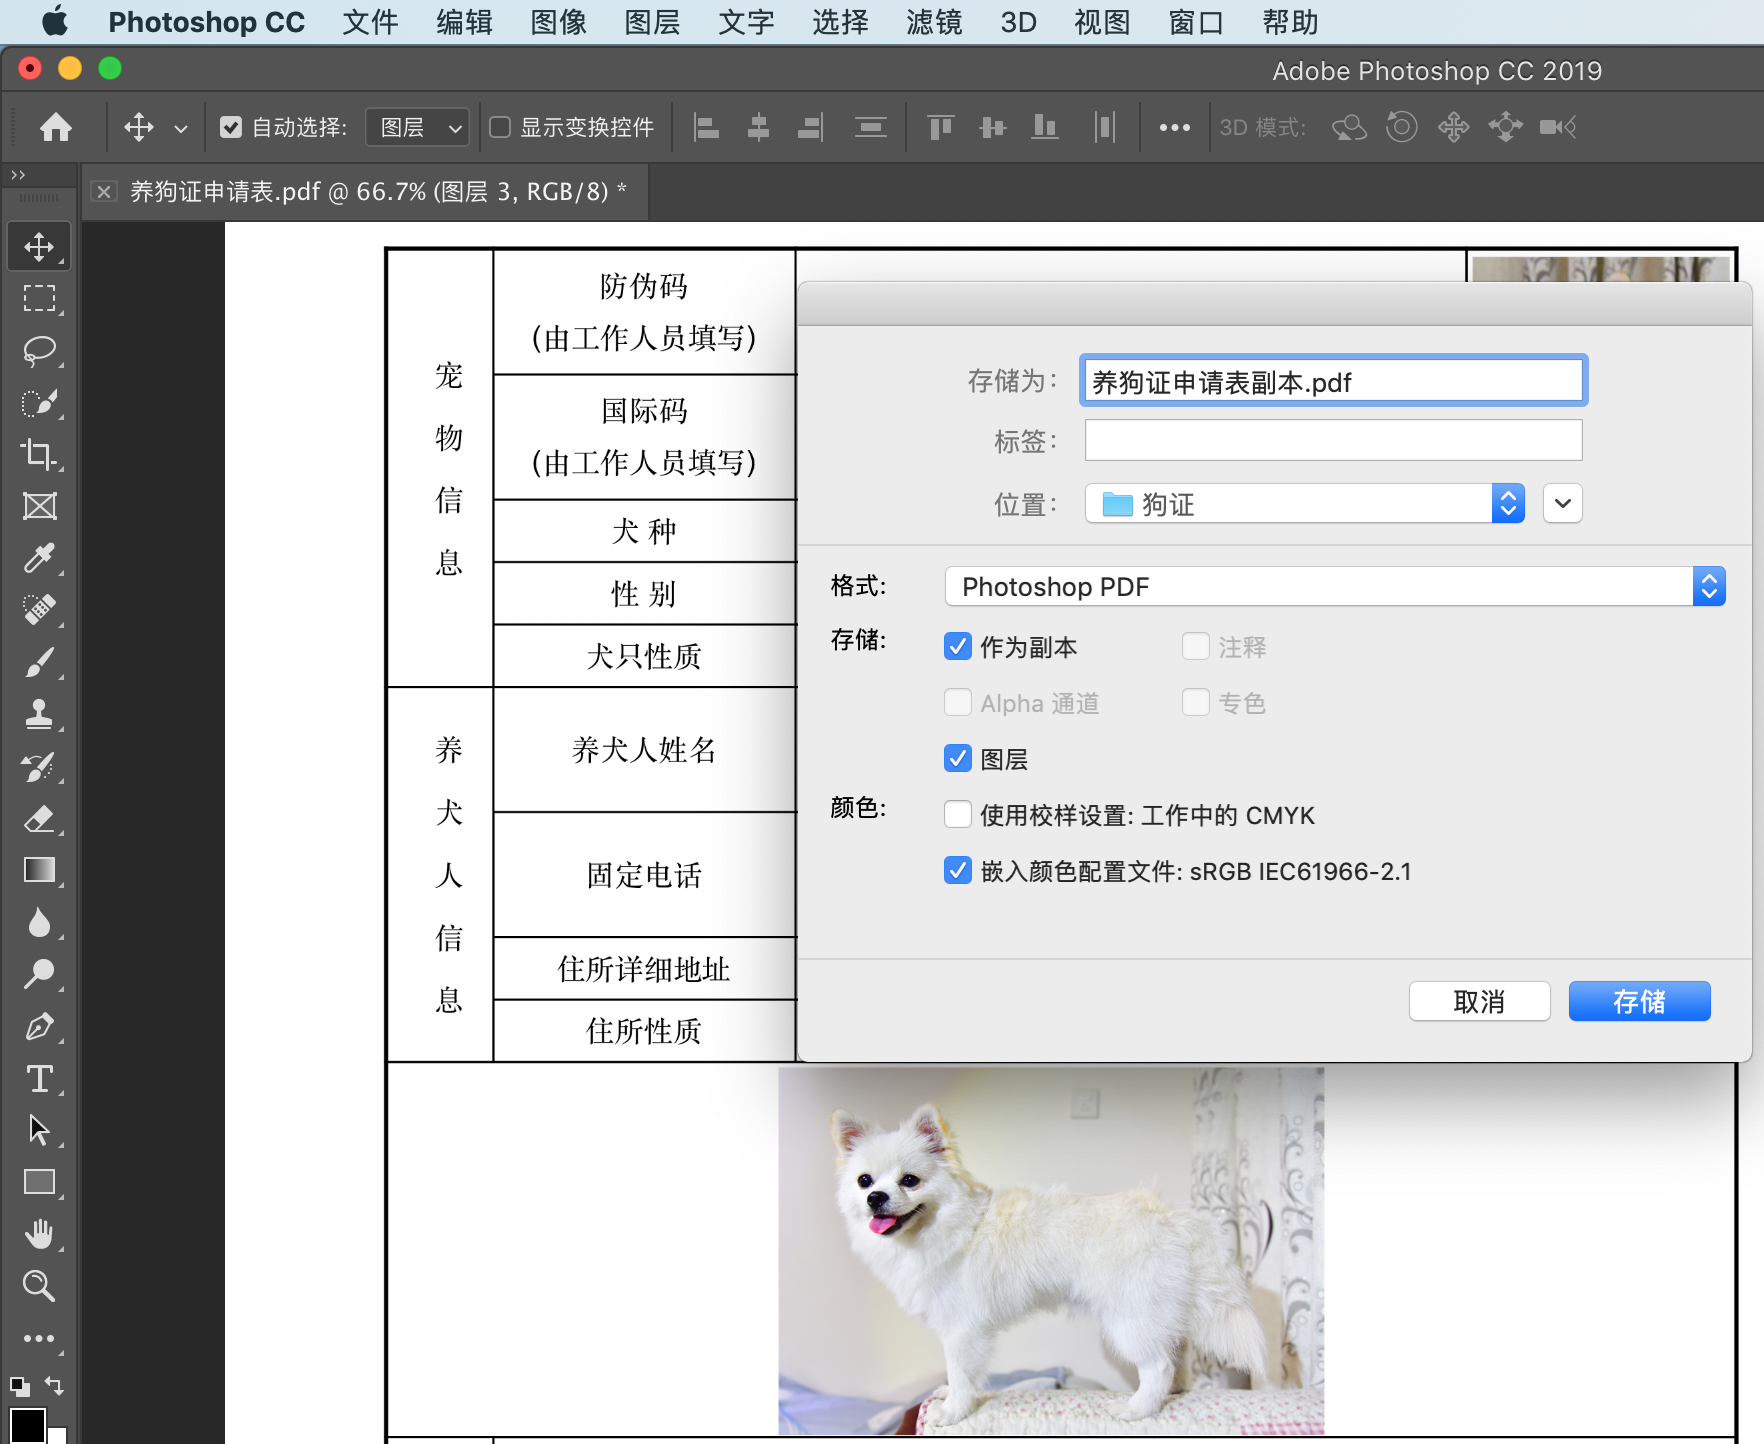 Photoshop CC 文件 编辑 图像 图层 文字 选择 滤镜 3D 视图 窗口 帮助
Adobe Photoshop CC 2019
自动选择: 图层 显示变换控件 3D 模式:
养狗证申请表.pdf @ 66.7% (图层 3, RGB/8) *
宠物信息
防伪码
(由工作人员填写)
国际码
(由工作人员填写)
犬 种
性 别
犬只性质
养犬人信息
养犬人姓名
固定电话
住所详细地址
住所性质
存储为: 养狗证申请表副本.pdf
标签:
位置: 狗证
格式: Photoshop PDF
存储: 作为副本 注释
Alpha 通道 专色
图层
颜色: 使用校样设置: 工作中的 CMYK
嵌入颜色配置文件: sRGB IEC61966-2.1
取消 存储